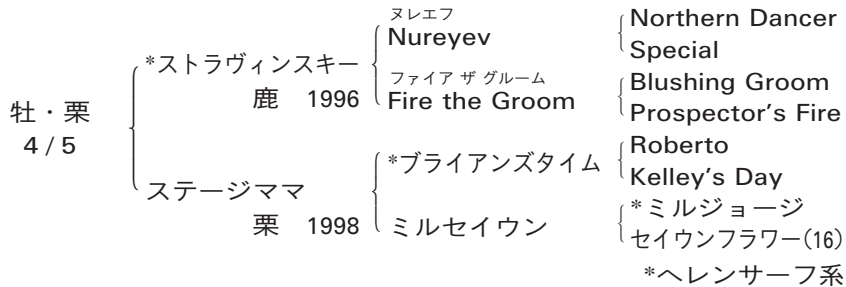 牡・栗
4/5
*ストラヴィンスキー
鹿 1996
ステージママ
栗 1998
ヌレエフ
Nureyev
ファイア ザ グルーム
Fire the Groom
*ブライアンズタイム
ミルセイウン
Northern Dancer
Special
Blushing Groom
Prospector's Fire
Roberto
Kelley's Day
*ミルジョージ
セイウンフラワー(16)
*ヘレンサーフ系